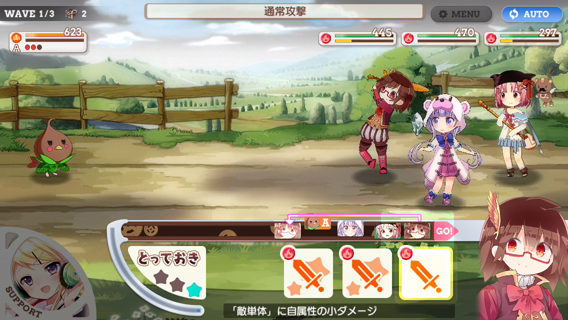 WAVE 1/3 2
通常攻撃
MENU
AUTO
623
A
445
470
297
GO!
とっておき
SUPPORT
「敵単体」に自属性の小ダメージ